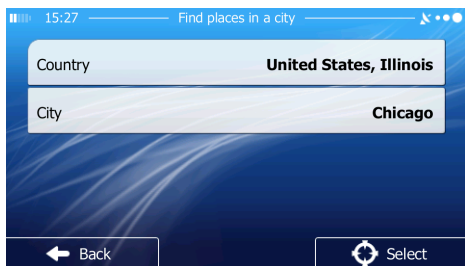 15:27 Find places in a city
Country United States, Illinois
City Chicago
Back Select